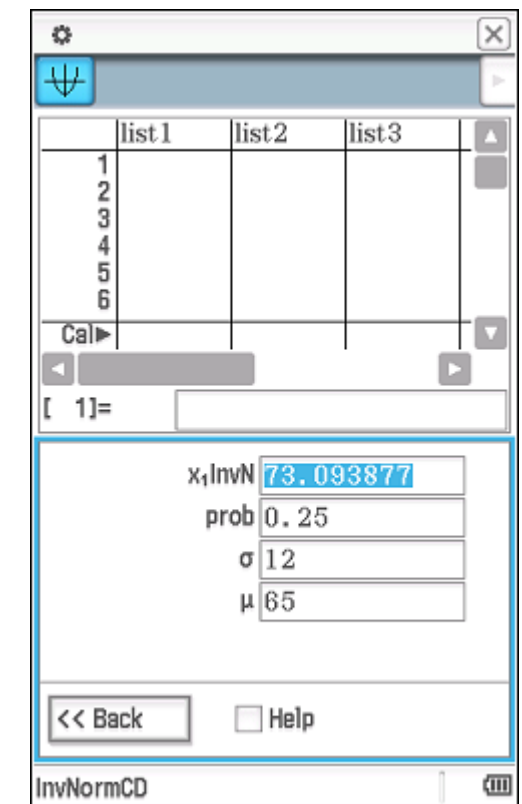 list1 list2 list3
1
2
3
4
5
6
Cal▶
[ 1]=
x₁InvN 73.093877
prob 0.25
σ 12
μ 65
<< Back Help
InvNormCD